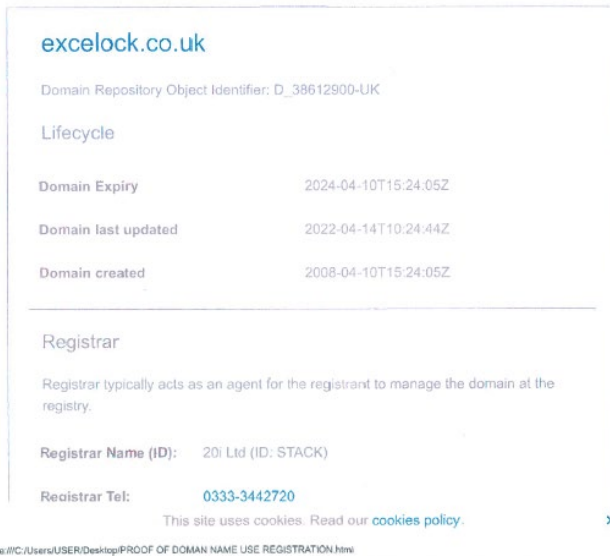 excelock.co.uk
Domain Repository Object Identifier: D_38612900-UK
Lifecycle
Domain Expiry 2024-04-10T15:24:05Z
Domain last updated 2022-04-14T10:24:44Z
Domain created 2008-04-10T15:24:05Z
Registrar
Registrar typically acts as an agent for the registrant to manage the domain at the
registry.
Registrar Name (ID): 20i Ltd (ID: STACK)
Registrar Tel: 0333-3442720
This site uses cookies. Read our cookies policy.
e:///C:/Users/USER/Desktop/PROOF OF DOMAN NAME USE REGISTRATION.html